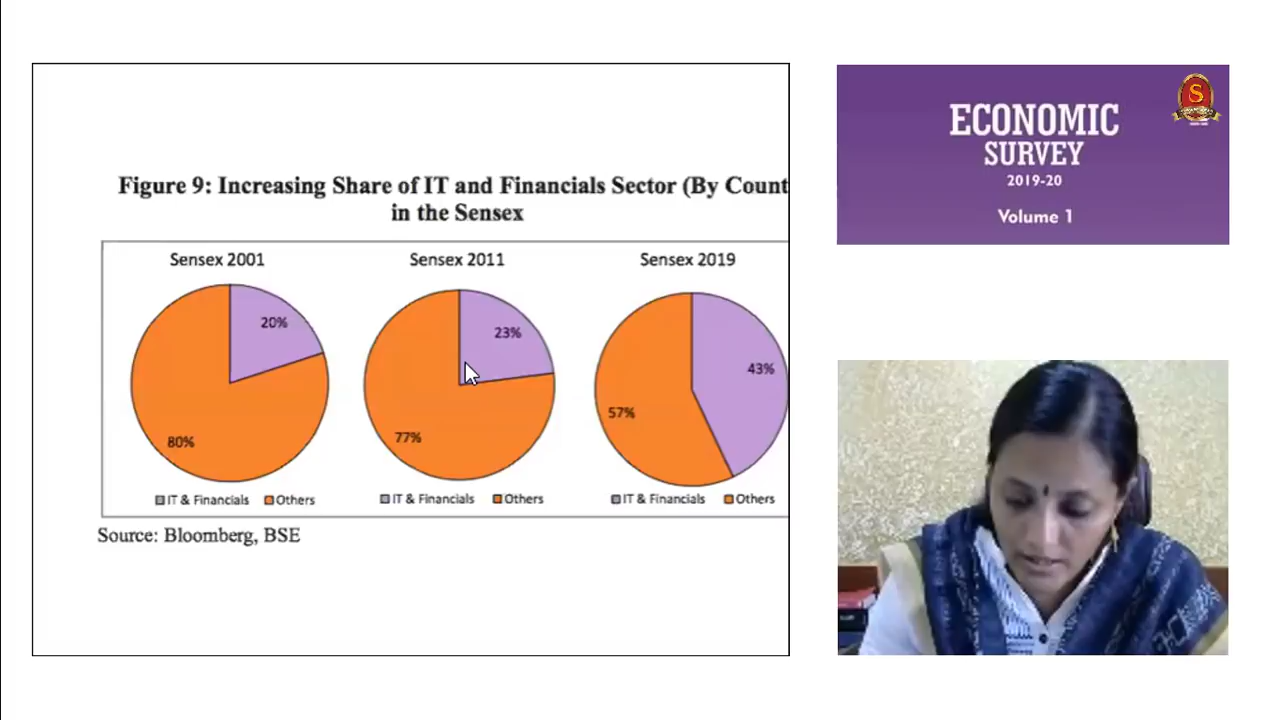 Figure 9: Increasing Share of IT and Financials Sector (By Count
in the Sensex
Sensex 2001
Sensex 2011
Sensex 2019
20%
80%
23%
77%
43%
57%
IT & Financials
Others
IT & Financials
Others
IT & Financials
Others
Source: Bloomberg, BSE
ECONOMIC
SURVEY
2019-20
Volume 1
S